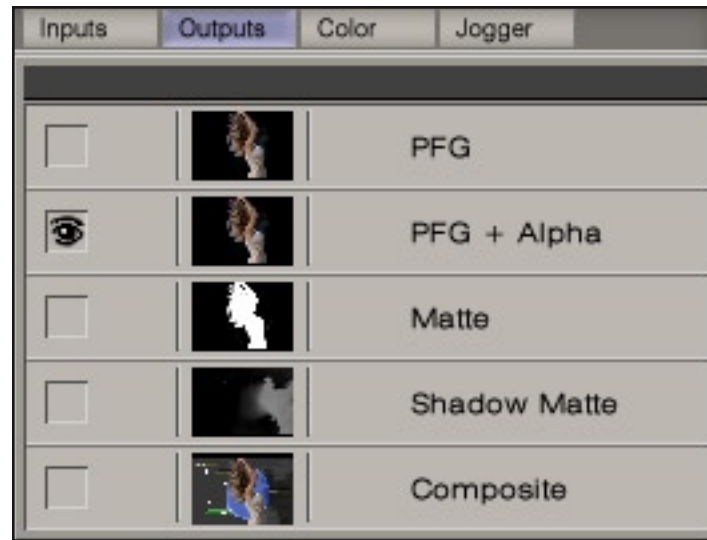 Inputs Outputs Color Jogger
PFG
PFG + Alpha
Matte
Shadow Matte
Composite